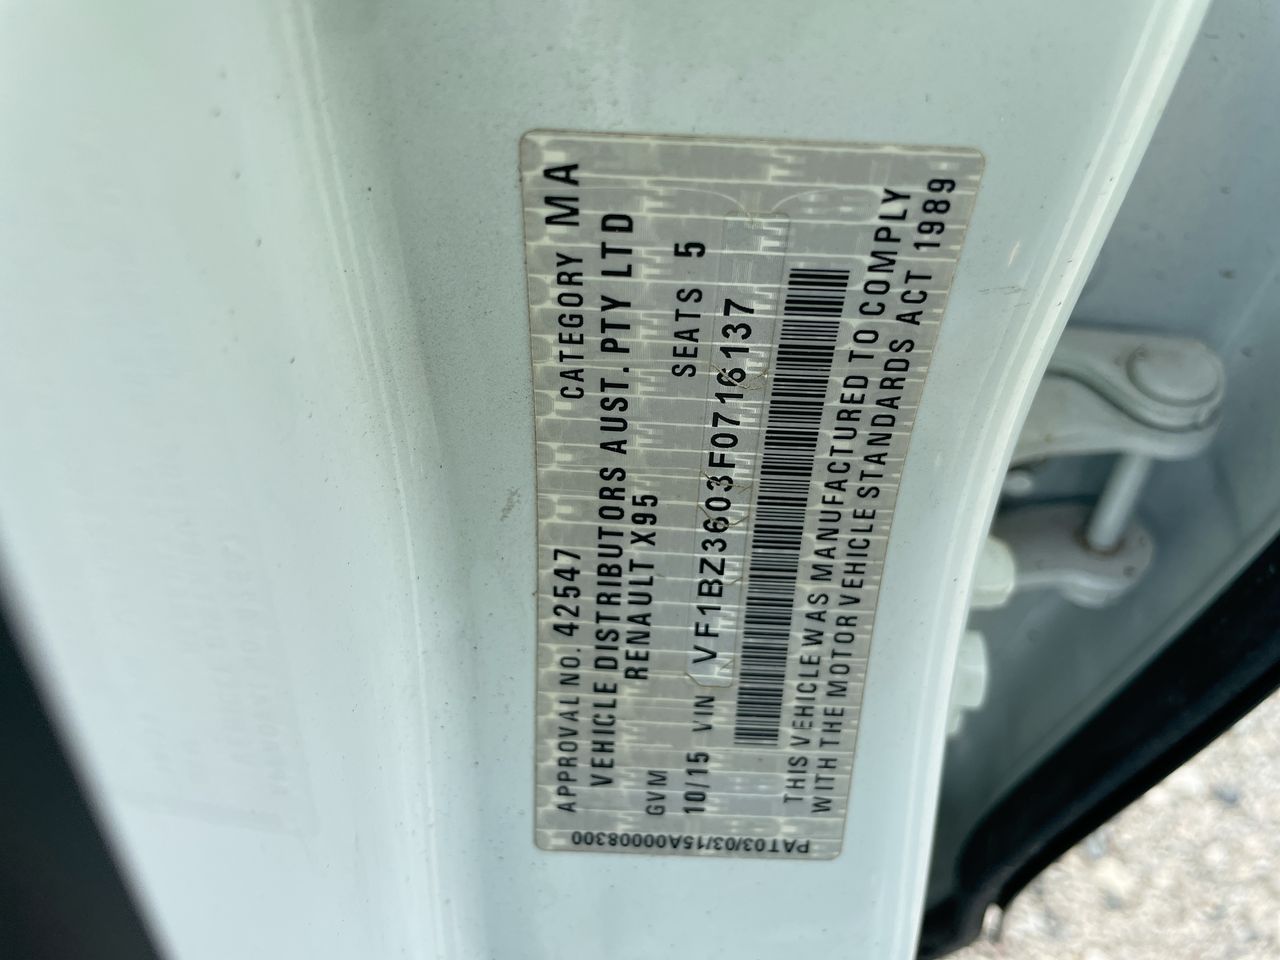 APPROVAL NO. 42547 CATEGORY MA
VEHICLE DISTRIBUTORS AUST. PTY LTD
RENAULT X95
GVM SEATS 5
10/15 VIN VF1BZ3603F0716137
THIS VEHICLE WAS MANUFACTURED TO COMPLY
WITH THE MOTOR VEHICLE STANDARDS ACT 1989
PAT03/03/15A000008300